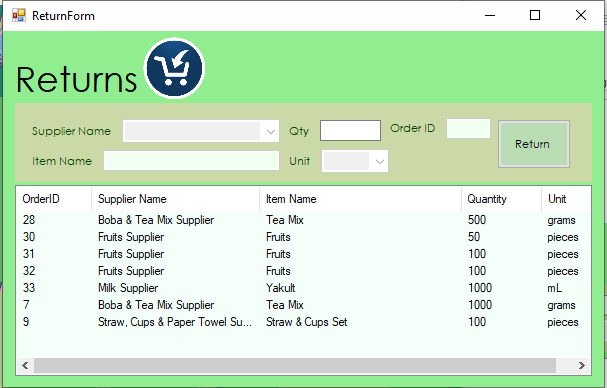 ReturnForm
Returns
Supplier Name Qty Order ID Return
Item Name Unit
OrderID Supplier Name Item Name Quantity Unit
28 Boba & Tea Mix Supplier Tea Mix 500 grams
30 Fruits Supplier Fruits 50 pieces
31 Fruits Supplier Fruits 100 pieces
32 Fruits Supplier Fruits 100 pieces
33 Milk Supplier Yakult 1000 mL
7 Boba & Tea Mix Supplier Tea Mix 1000 grams
9 Straw, Cups & Paper Towel Su... Straw & Cups Set 100 pieces